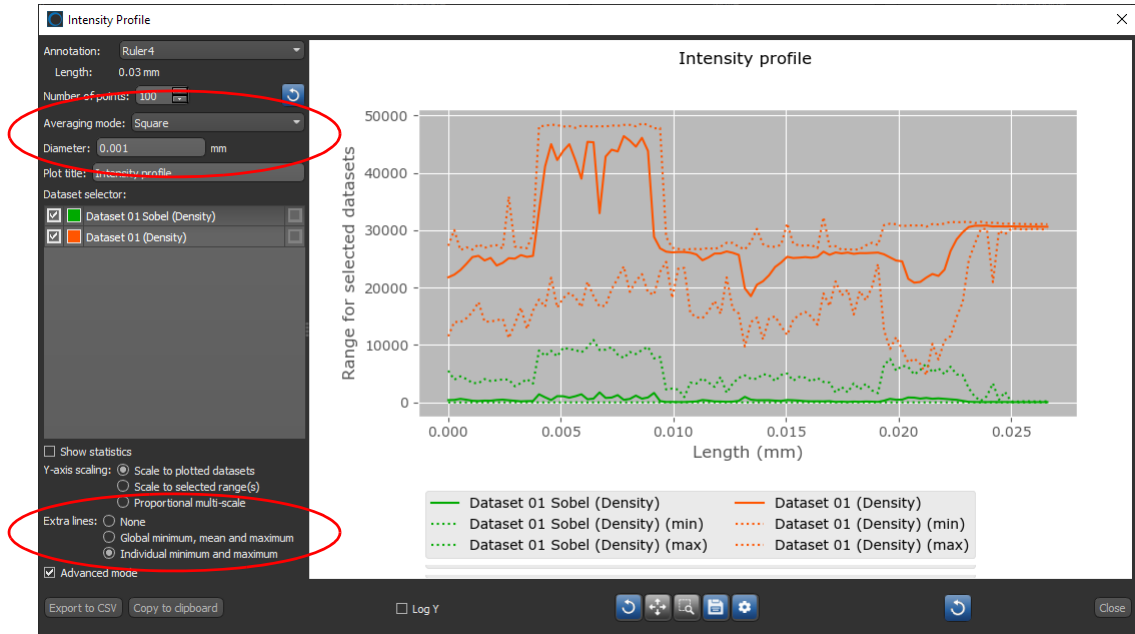 Intensity Profile
Annotation: Ruler4
Length: 0.03 mm
Number of points: 100
Averaging mode: Square
Diameter: 0.001 mm
Plot title: Intensity profile
Dataset selector:
Dataset 01 Sobel (Density)
Dataset 01 (Density)
Show statistics
Y-axis scaling: Scale to plotted datasets
Scale to selected range(s)
Proportional multi-scale
Extra lines: None
Global minimum, mean and maximum
Individual minimum and maximum
Advanced mode
Export to CSV Copy to clipboard
Intensity profile
Range for selected datasets
50000
40000
30000
20000
10000
0
0.000 0.005 0.010 0.015 0.020 0.025
Length (mm)
Dataset 01 Sobel (Density) Dataset 01 (Density)
Dataset 01 Sobel (Density) (min) Dataset 01 (Density) (min)
Dataset 01 Sobel (Density) (max) Dataset 01 (Density) (max)
Log Y
Close